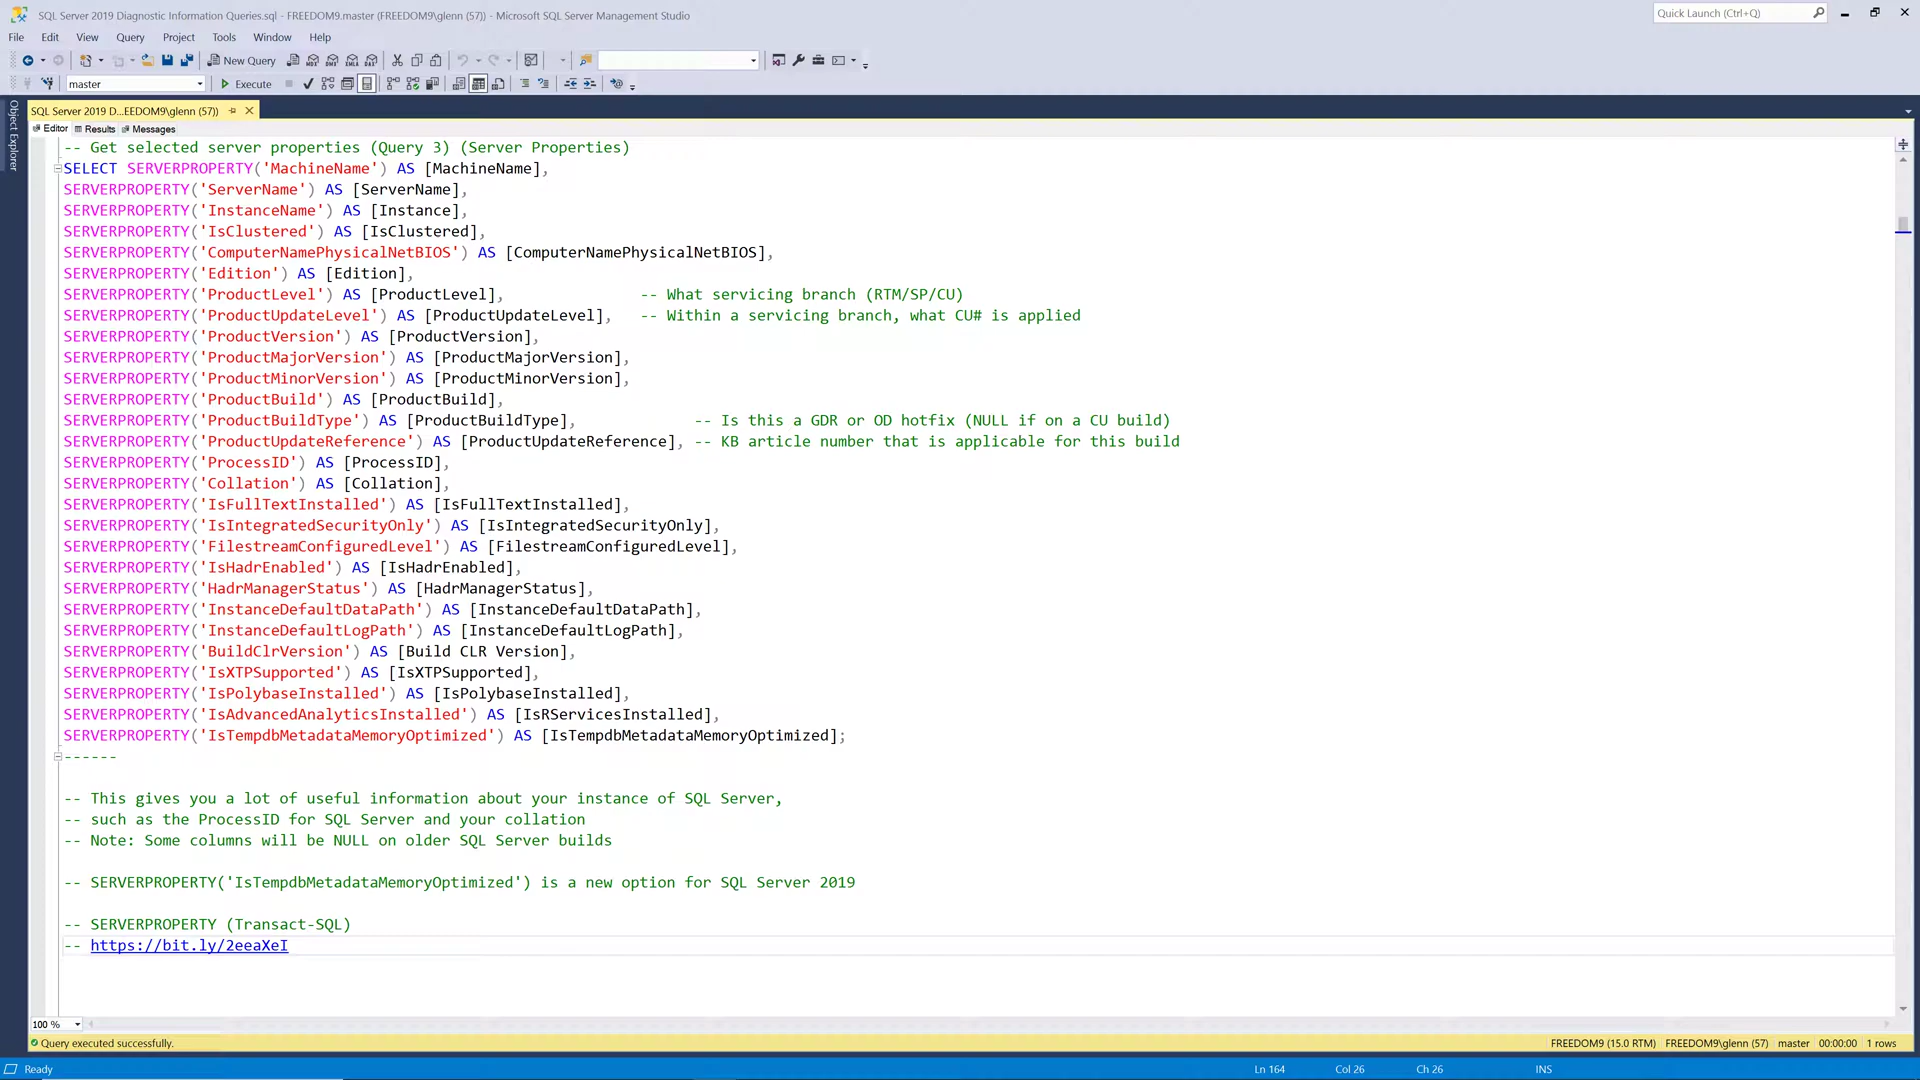 SQL Server 2019 Diagnostic Information Queries.sql - FREEDOM9.master (FREEDOM9\glenn (57)) - Microsoft SQL Server Management Studio
Quick Launch (Ctrl+Q)
File Edit View Query Project Tools Window Help
New Query
master Execute
Object Explorer
SQL Server 2019 D...EEDOM9\glenn (57))
Editor Results Messages
-- Get selected server properties (Query 3) (Server Properties)
SELECT SERVERPROPERTY('MachineName') AS [MachineName],
SERVERPROPERTY('ServerName') AS [ServerName],
SERVERPROPERTY('InstanceName') AS [Instance],
SERVERPROPERTY('IsClustered') AS [IsClustered],
SERVERPROPERTY('ComputerNamePhysicalNetBIOS') AS [ComputerNamePhysicalNetBIOS],
SERVERPROPERTY('Edition') AS [Edition],
SERVERPROPERTY('ProductLevel') AS [ProductLevel], -- What servicing branch (RTM/SP/CU)
SERVERPROPERTY('ProductUpdateLevel') AS [ProductUpdateLevel], -- Within a servicing branch, what CU# is applied
SERVERPROPERTY('ProductVersion') AS [ProductVersion],
SERVERPROPERTY('ProductMajorVersion') AS [ProductMajorVersion],
SERVERPROPERTY('ProductMinorVersion') AS [ProductMinorVersion],
SERVERPROPERTY('ProductBuild') AS [ProductBuild],
SERVERPROPERTY('ProductBuildType') AS [ProductBuildType], -- Is this a GDR or OD hotfix (NULL if on a CU build)
SERVERPROPERTY('ProductUpdateReference') AS [ProductUpdateReference], -- KB article number that is applicable for this build
SERVERPROPERTY('ProcessID') AS [ProcessID],
SERVERPROPERTY('Collation') AS [Collation],
SERVERPROPERTY('IsFullTextInstalled') AS [IsFullTextInstalled],
SERVERPROPERTY('IsIntegratedSecurityOnly') AS [IsIntegratedSecurityOnly],
SERVERPROPERTY('FilestreamConfiguredLevel') AS [FilestreamConfiguredLevel],
SERVERPROPERTY('IsHadrEnabled') AS [IsHadrEnabled],
SERVERPROPERTY('HadrManagerStatus') AS [HadrManagerStatus],
SERVERPROPERTY('InstanceDefaultDataPath') AS [InstanceDefaultDataPath],
SERVERPROPERTY('InstanceDefaultLogPath') AS [InstanceDefaultLogPath],
SERVERPROPERTY('BuildClrVersion') AS [Build CLR Version],
SERVERPROPERTY('IsXTPSupported') AS [IsXTPSupported],
SERVERPROPERTY('IsPolybaseInstalled') AS [IsPolybaseInstalled],
SERVERPROPERTY('IsAdvancedAnalyticsInstalled') AS [IsRServicesInstalled],
SERVERPROPERTY('IsTempdbMetadataMemoryOptimized') AS [IsTempdbMetadataMemoryOptimized];
------
-- This gives you a lot of useful information about your instance of SQL Server,
-- such as the ProcessID for SQL Server and your collation
-- Note: Some columns will be NULL on older SQL Server builds
-- SERVERPROPERTY('IsTempdbMetadataMemoryOptimized') is a new option for SQL Server 2019
-- SERVERPROPERTY (Transact-SQL)
-- https://bit.ly/2eeaXeI
100 %
Query executed successfully. FREEDOM9 (15.0 RTM) FREEDOM9\glenn (57) master 00:00:00 1 rows
Ready Ln 164 Col 26 Ch 26 INS